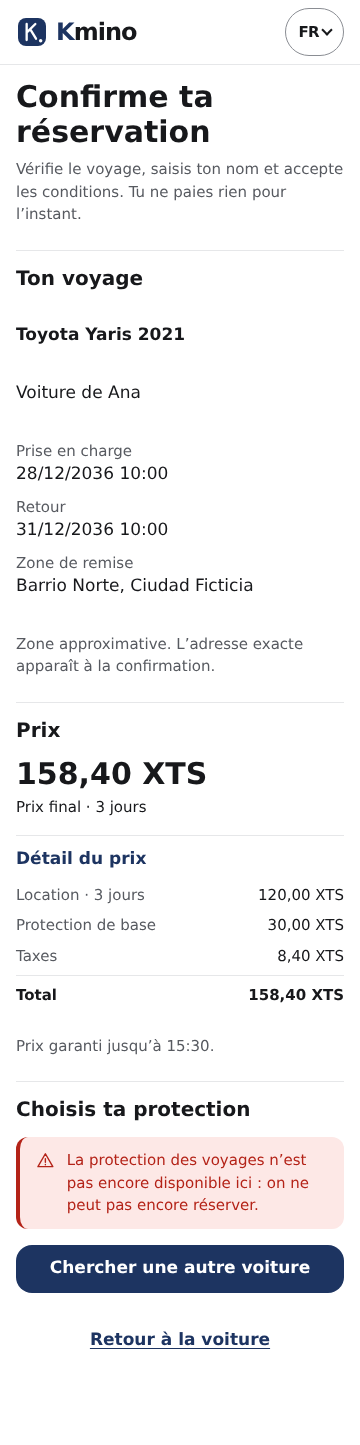 K. Kmino
FR
Confirme ta
réservation
Vérifie le voyage, saisis ton nom et accepte
les conditions. Tu ne paies rien pour
l’instant.
Ton voyage
Toyota Yaris 2021
Voiture de Ana
Prise en charge
28/12/2036 10:00
Retour
31/12/2036 10:00
Zone de remise
Barrio Norte, Ciudad Ficticia
Zone approximative. L’adresse exacte
apparaît à la confirmation.
Prix
158,40 XTS
Prix final · 3 jours
Détail du prix
Location · 3 jours 120,00 XTS
Protection de base 30,00 XTS
Taxes 8,40 XTS
Total 158,40 XTS
Prix garanti jusqu’à 15:30.
Choisis ta protection
La protection des voyages n’est
pas encore disponible ici : on ne
peut pas encore réserver.
Chercher une autre voiture
Retour à la voiture